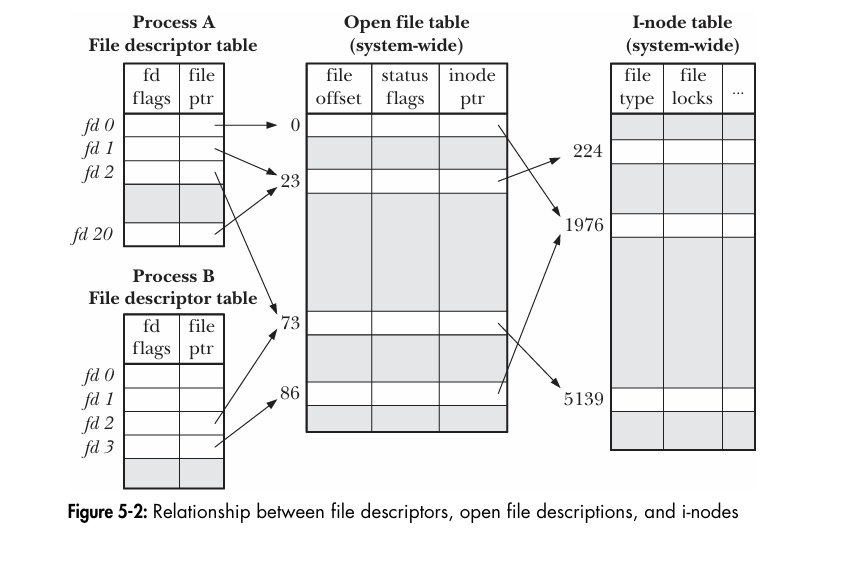 Process A
File descriptor table
fd
flags
file
ptr
fd 0
fd 1
fd 2
fd 20
Process B
File descriptor table
fd
flags
file
ptr
fd 0
fd 1
fd 2
fd 3
Open file table
(system-wide)
file
offset
status
flags
inode
ptr
0
23
73
86
I-node table
(system-wide)
file
type
file
locks
...
224
1976
5139
Figure 5-2: Relationship between file descriptors, open file descriptions, and i-nodes